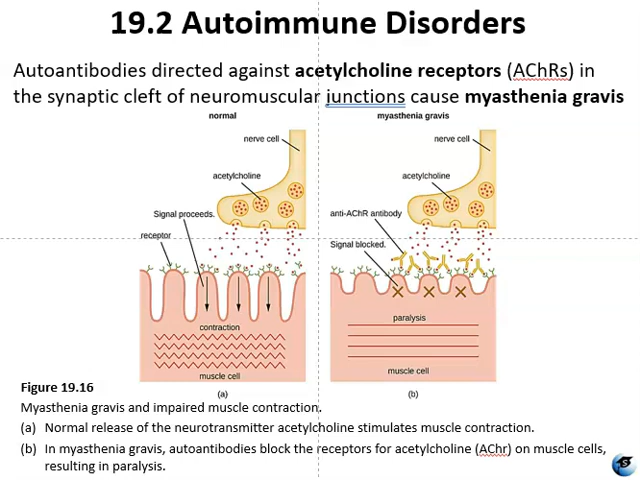 19.2 Autoimmune Disorders
Autoantibodies directed against acetylcholine receptors (AChRs) in
the synaptic cleft of neuromuscular junctions cause myasthenia gravis
normal
nerve cell
acetylcholine
Signal proceeds.
receptor
contraction
muscle cell
(a)
myasthenia gravis
nerve cell
acetylcholine
anti-AChR antibody
Signal blocked.
paralysis
muscle cell
(b)
Figure 19.16
Myasthenia gravis and impaired muscle contraction.
(a) Normal release of the neurotransmitter acetylcholine stimulates muscle contraction.
(b) In myasthenia gravis, autoantibodies block the receptors for acetylcholine (AChr) on muscle cells,
resulting in paralysis.